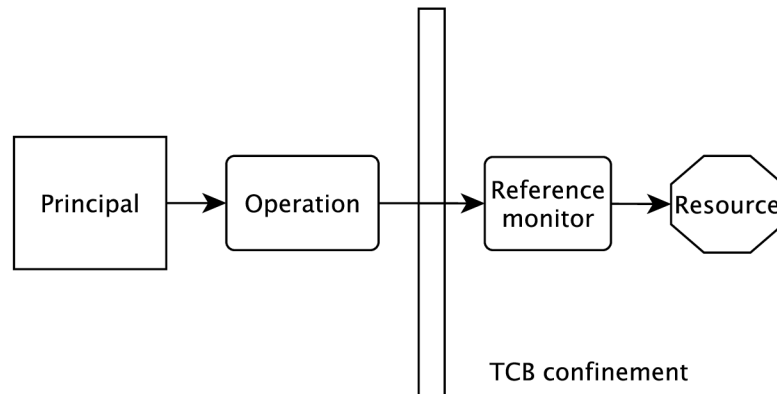 Principal
Operation
Reference
monitor
Resource
TCB confinement